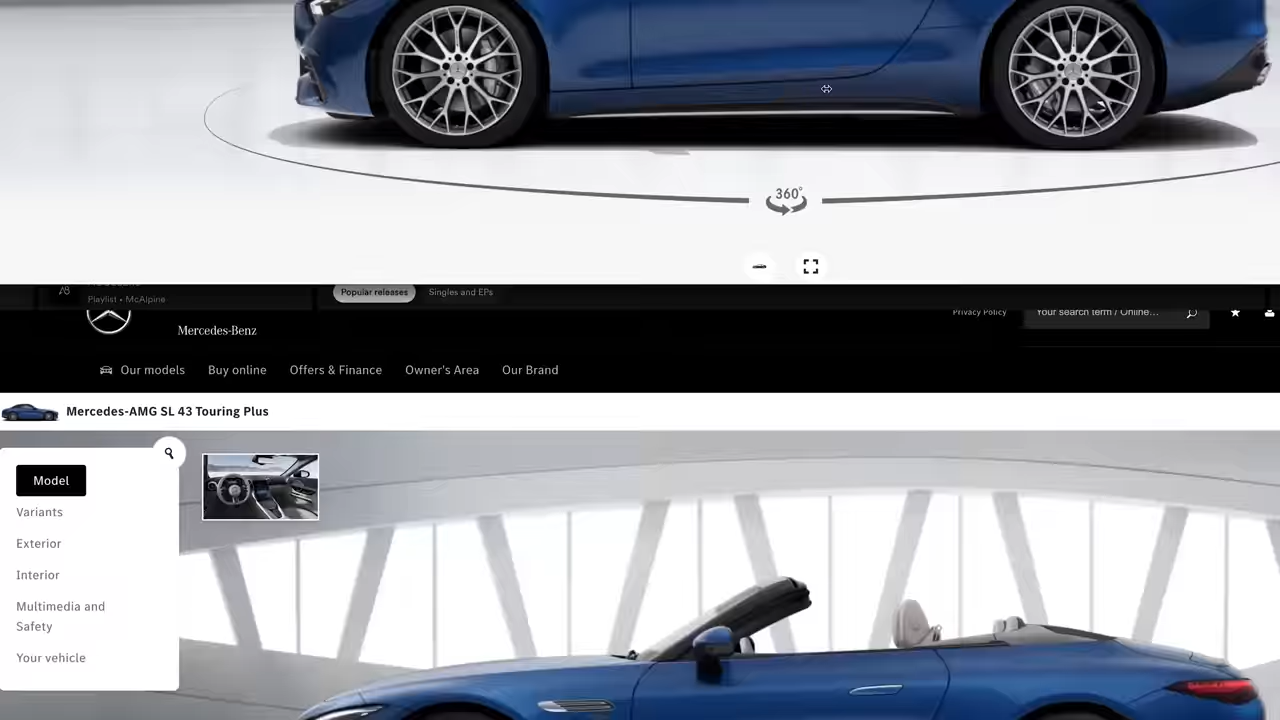 360°
Playlist • McAlpine
Popular releases
Singles and EPs
Mercedes-Benz
Privacy Policy
Your search term / Online...
Our models
Buy online
Offers & Finance
Owner's Area
Our Brand
Mercedes-AMG SL 43 Touring Plus
Model
Variants
Exterior
Interior
Multimedia and
Safety
Your vehicle